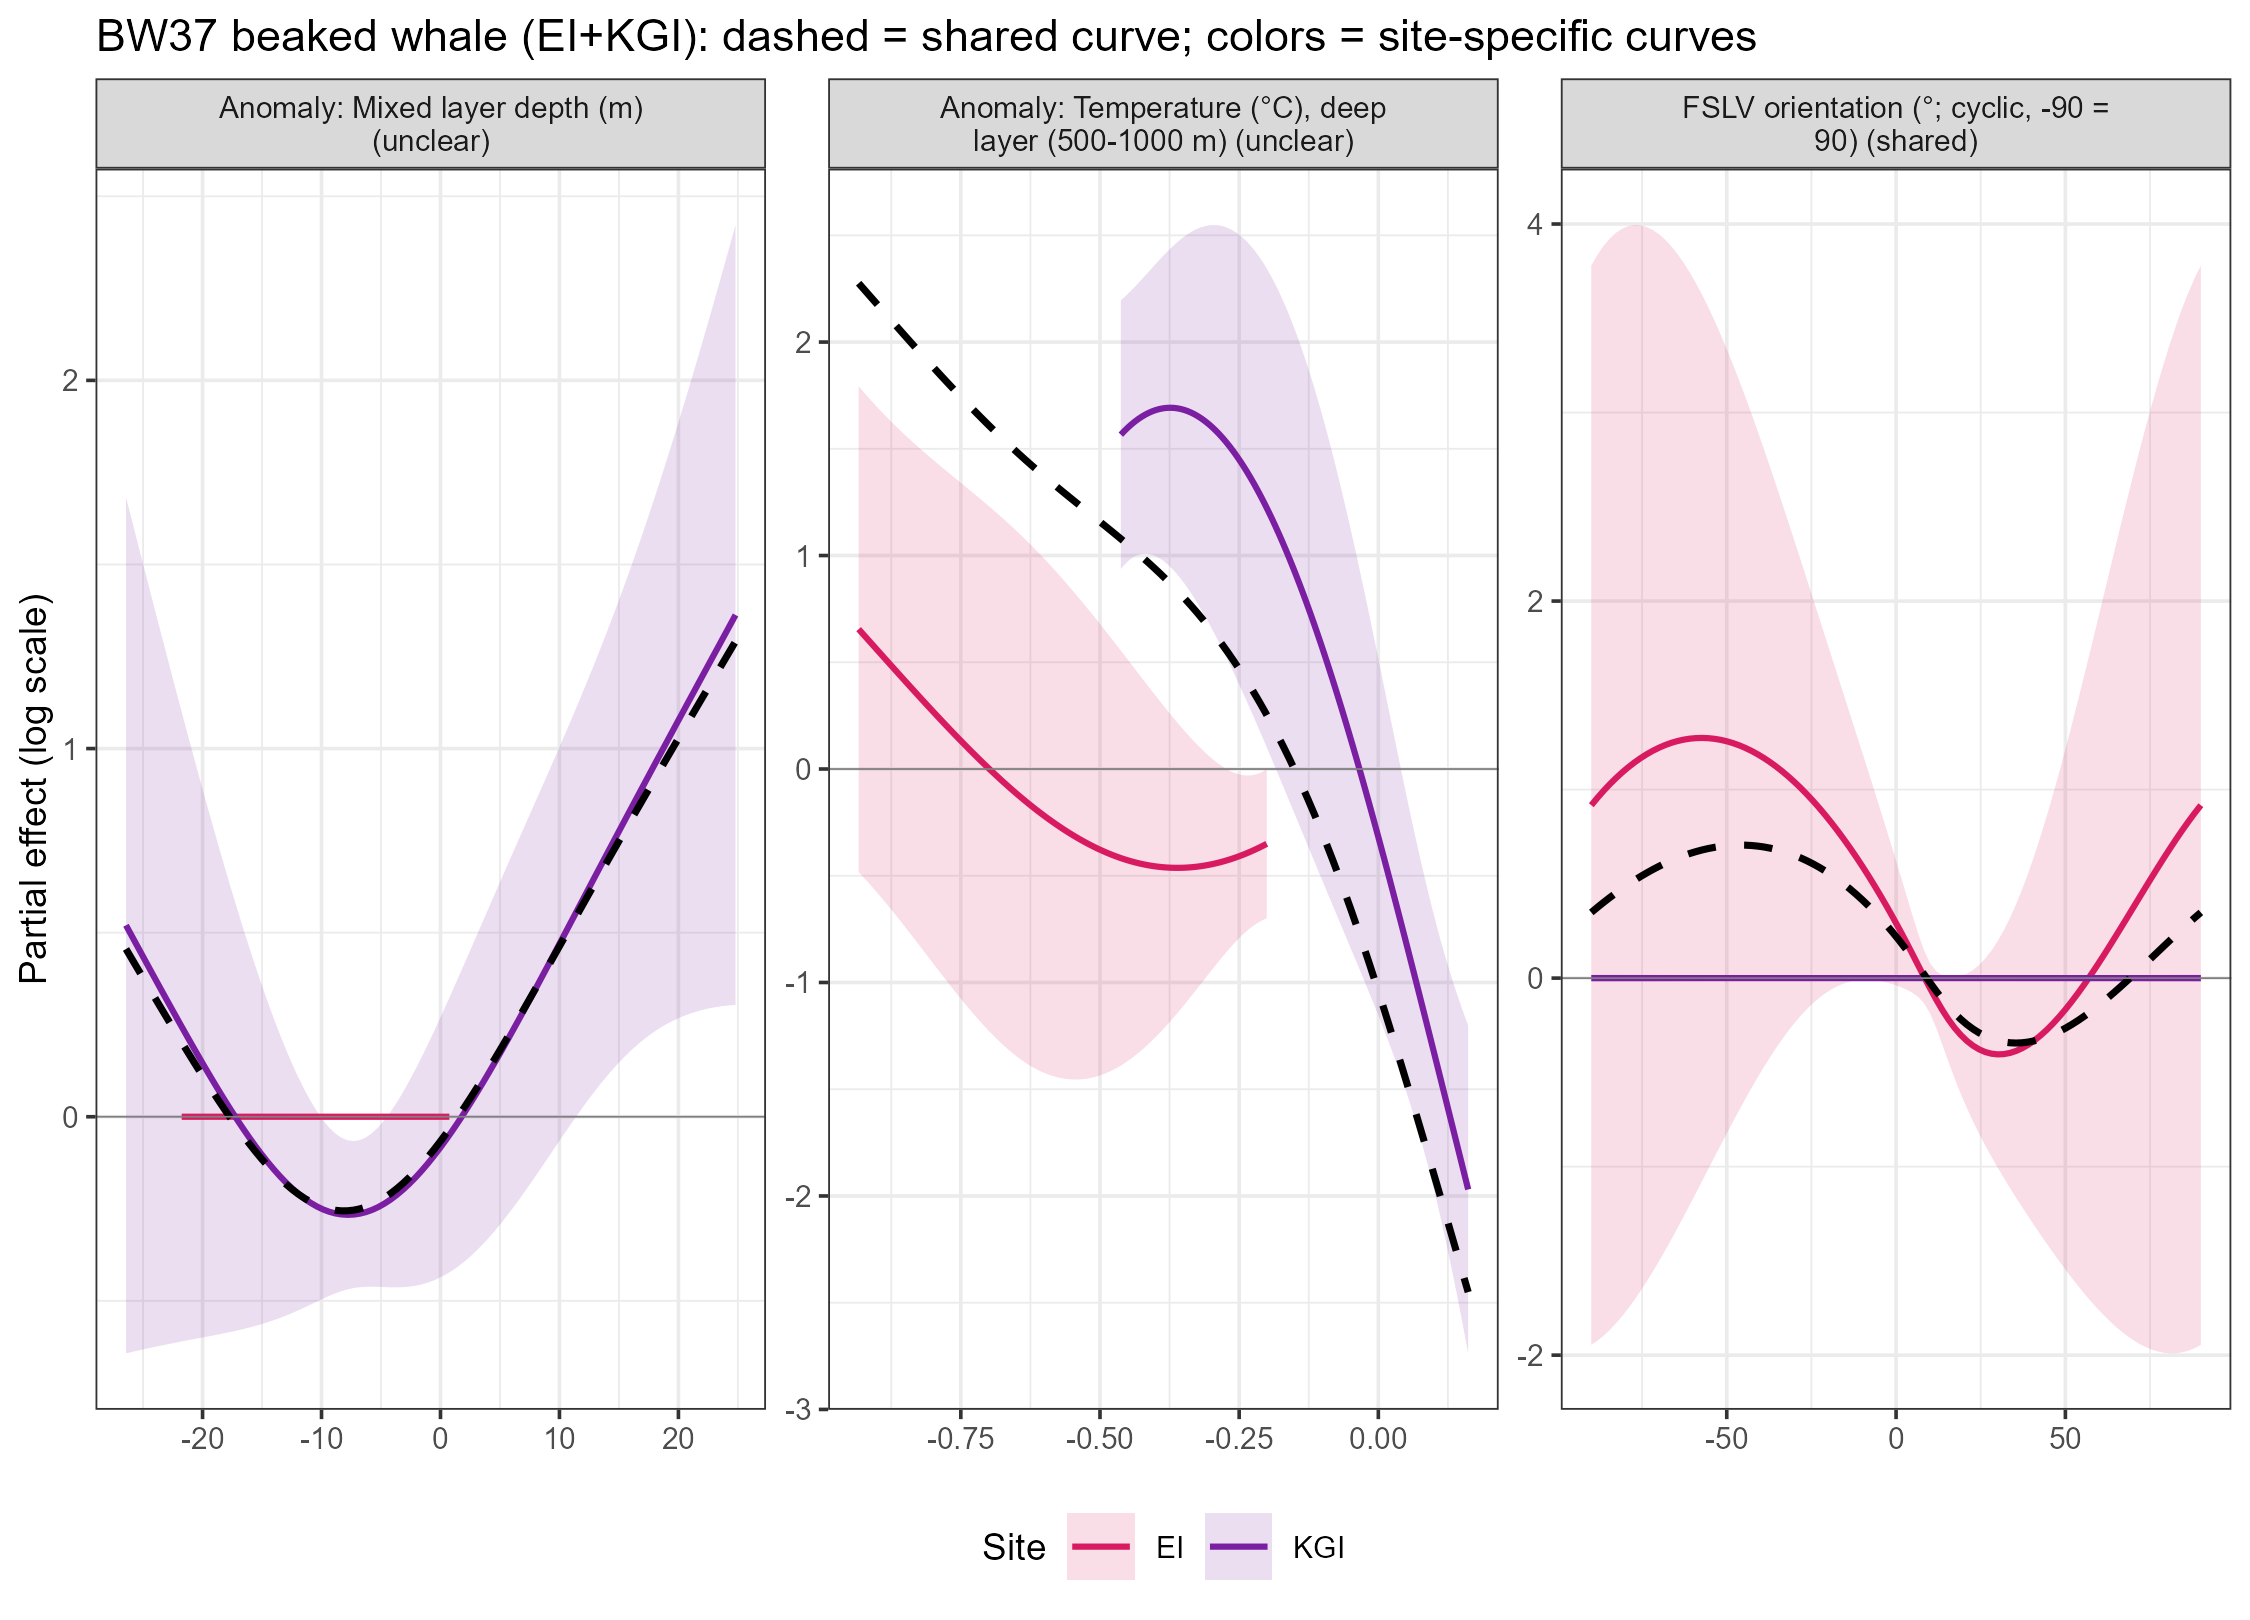 BW37 beaked whale (EI+KGI): dashed = shared curve; colors = site-specific curves
Anomaly: Mixed layer depth (m)
(unclear)
Anomaly: Temperature (°C), deep
layer (500-1000 m) (unclear)
FSLV orientation (°; cyclic, -90 =
90) (shared)
Partial effect (log scale)
2
1
0
2
1
0
-1
-2
-3
4
2
0
-2
-20 -10 0 10 20
-0.75 -0.50 -0.25 0.00
-50 0 50
Site EI KGI